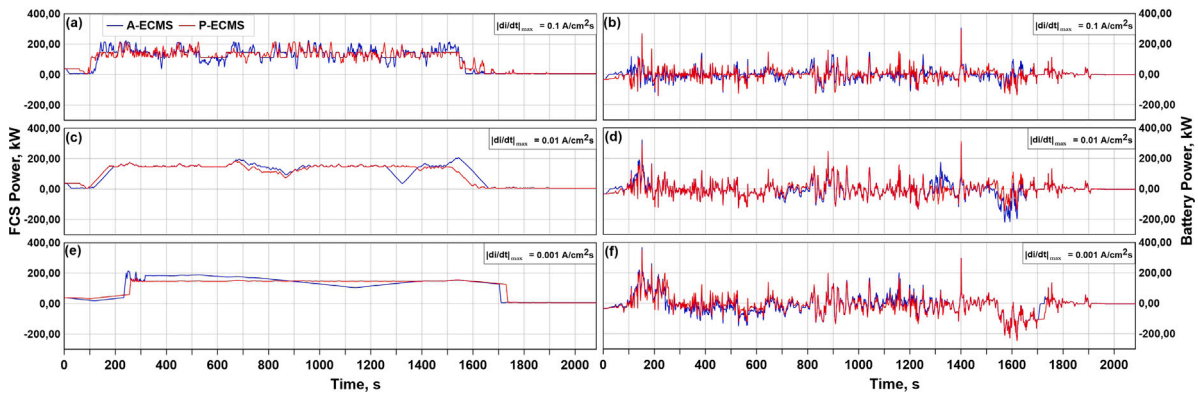 (a) A-ECMS P-ECMS |di/dt|max = 0.1 A/cm²s
400,00
200,00
0,00
-200,00
(c) |di/dt|max = 0.01 A/cm²s
400,00
200,00
0,00
-200,00
(e) |di/dt|max = 0.001 A/cm²s
400,00
200,00
0,00
-200,00
FCS Power, kW
0 200 400 600 800 1000 1200 1400 1600 1800 2000
Time, s
(b) |di/dt|max = 0.1 A/cm²s
400,00
200,00
0,00
-200,00
(d) |di/dt|max = 0.01 A/cm²s
400,00
200,00
0,00
-200,00
(f) |di/dt|max = 0.001 A/cm²s
400,00
200,00
0,00
-200,00
Battery Power, kW
0 200 400 600 800 1000 1200 1400 1600 1800 2000
Time, s